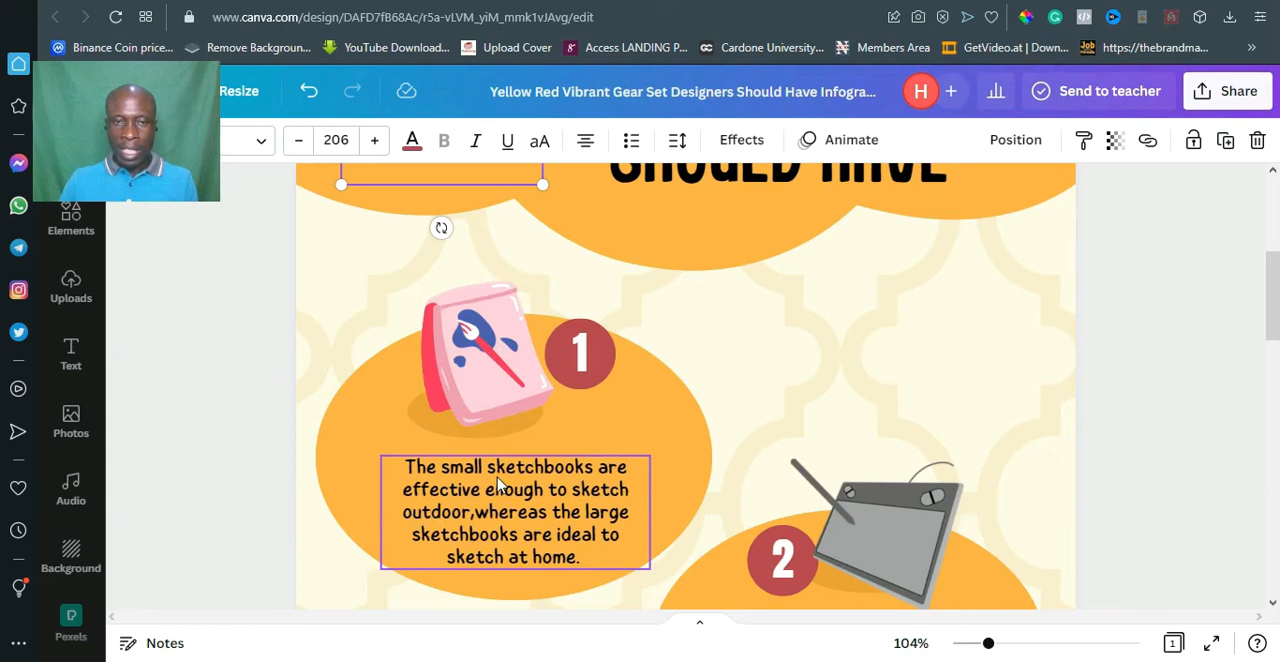 www.canva.com/design/DAFD7fB68Ac/r5a-vLVM_yiM_mmk1vJAvg/edit
Binance Coin price...
Remove Backgroun...
YouTube Download...
Upload Cover
Access LANDING P...
Cardone University...
Members Area
GetVideo.at | Down...
https://thebrandma...
»
Resize
Yellow Red Vibrant Gear Set Designers Should Have Infogra...
H
+
Send to teacher
Share
– 206 +
A B I U aA
Effects
Animate
Position
SHOULD HAVE
Elements
Uploads
Text
Photos
Audio
Background
Pexels
1
The small sketchbooks are
effective enough to sketch
outdoor,whereas the large
sketchbooks are ideal to
sketch at home.
2
Notes
104%
1
?